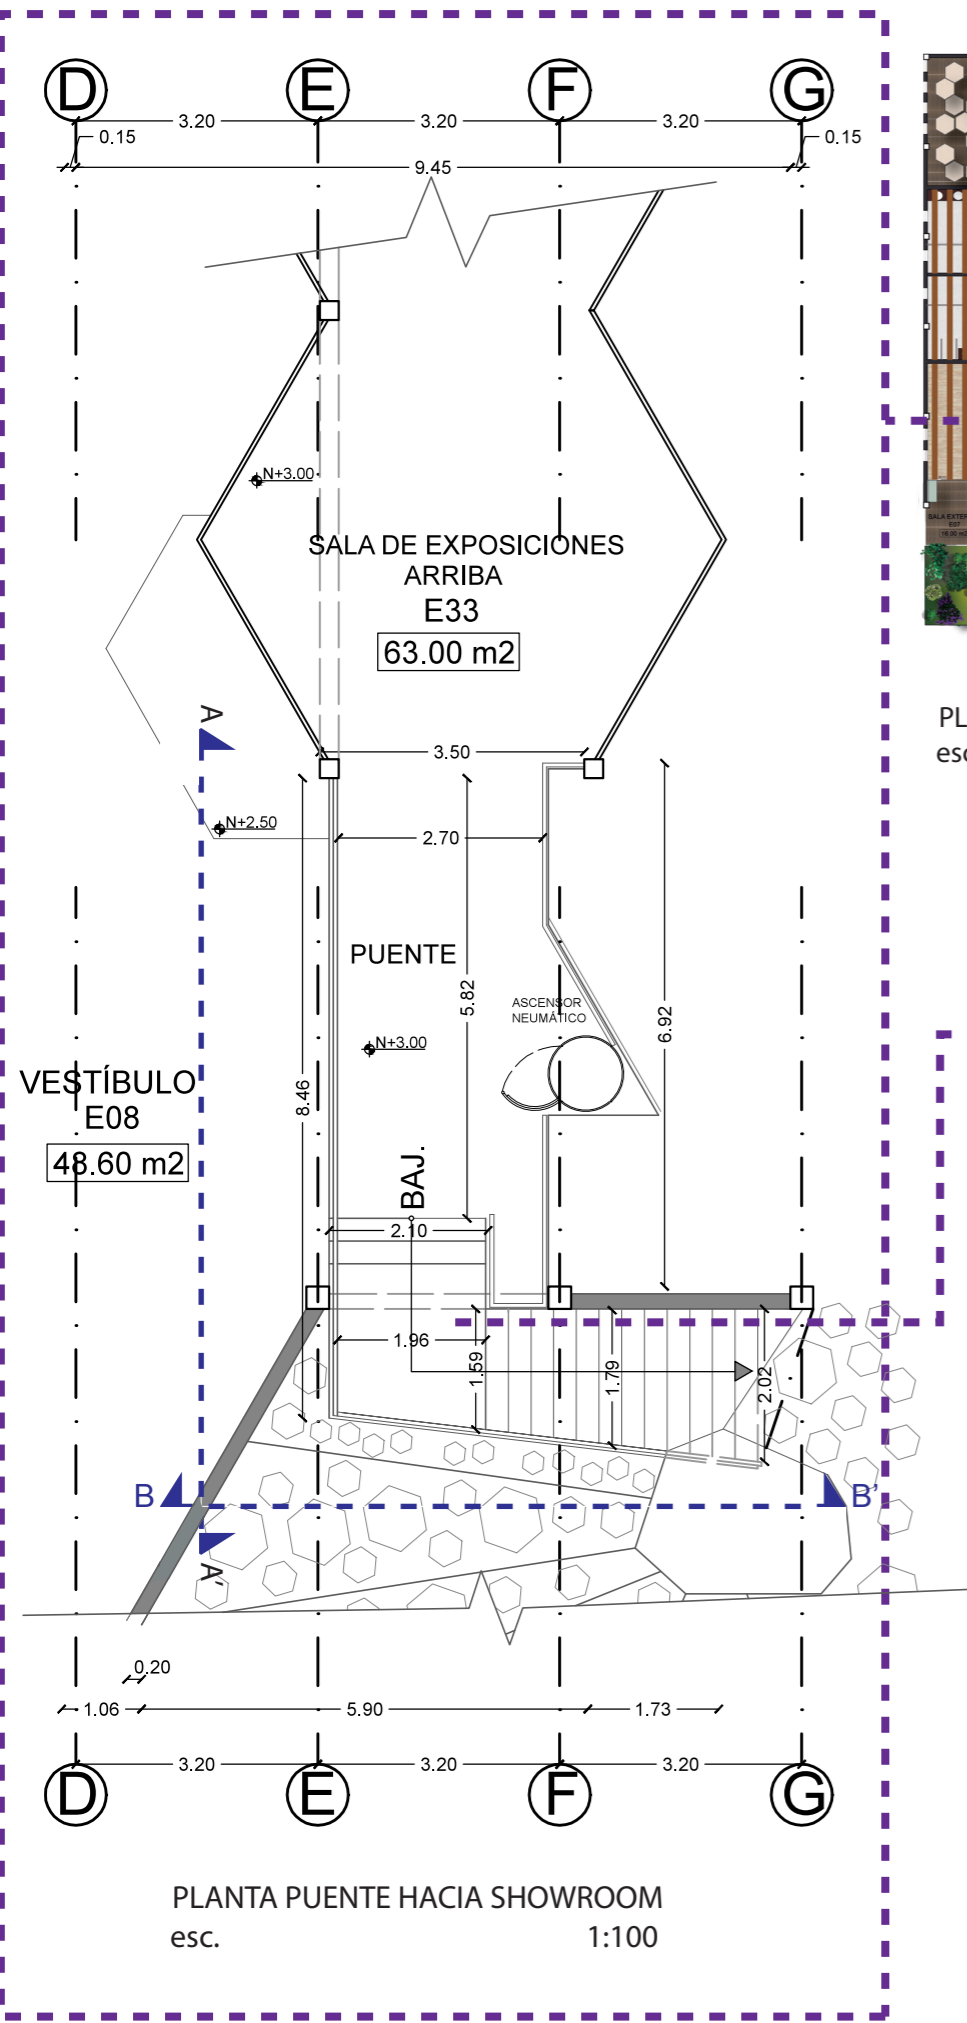 D E F G
3.20 3.20 3.20
0.15 0.15
9.45
N+3.00
SALA DE EXPOSICIONES
ARRIBA
E33
63.00 m2
A
3.50
N+2.50
2.70
PUENTE
5.82
ASCENSOR
NEUMÁTICO
6.92
N+3.00
VESTÍBULO
E08
48.60 m2
8.46
BAJ.
2.10
1.96
1.59
1.79
2.02
B B'
A'
0.20
1.06 5.90 1.73
3.20 3.20 3.20
D E F G
PLANTA PUENTE HACIA SHOWROOM
esc. 1:100
SALA EXTER
E07
PL
esc